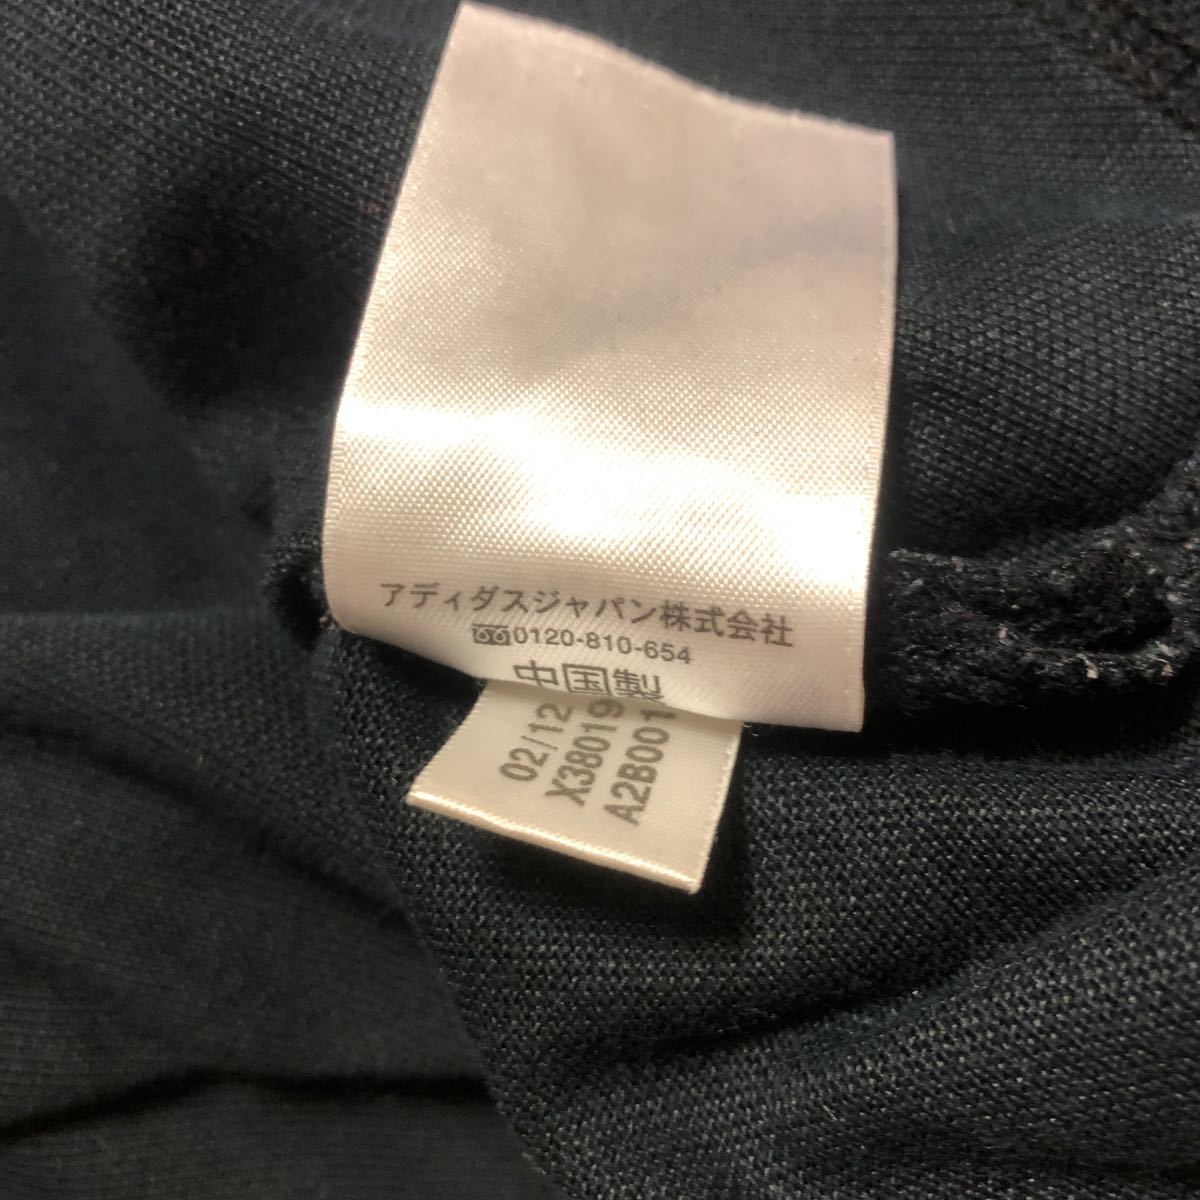 アディダスジャパン株式会社
0120-810-654
中国製
02/12
X38019
A2B001